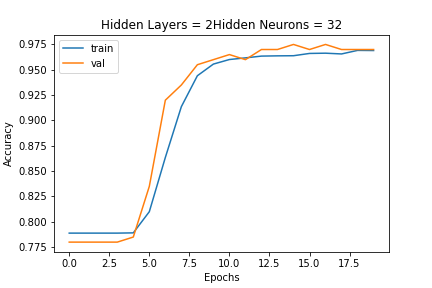 Hidden Layers = 2Hidden Neurons = 32
train
val
Accuracy
0.975
0.950
0.925
0.900
0.875
0.850
0.825
0.800
0.775
0.0 2.5 5.0 7.5 10.0 12.5 15.0 17.5
Epochs